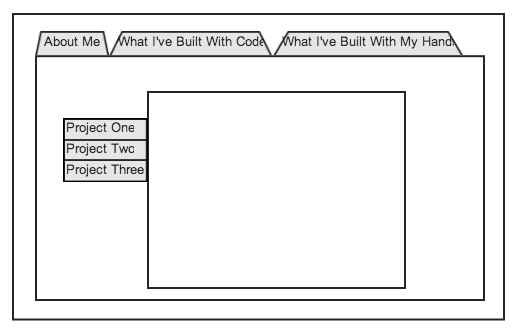 About Me
What I've Built With Code
What I've Built With My Hand
Project One
Project Two
Project Three